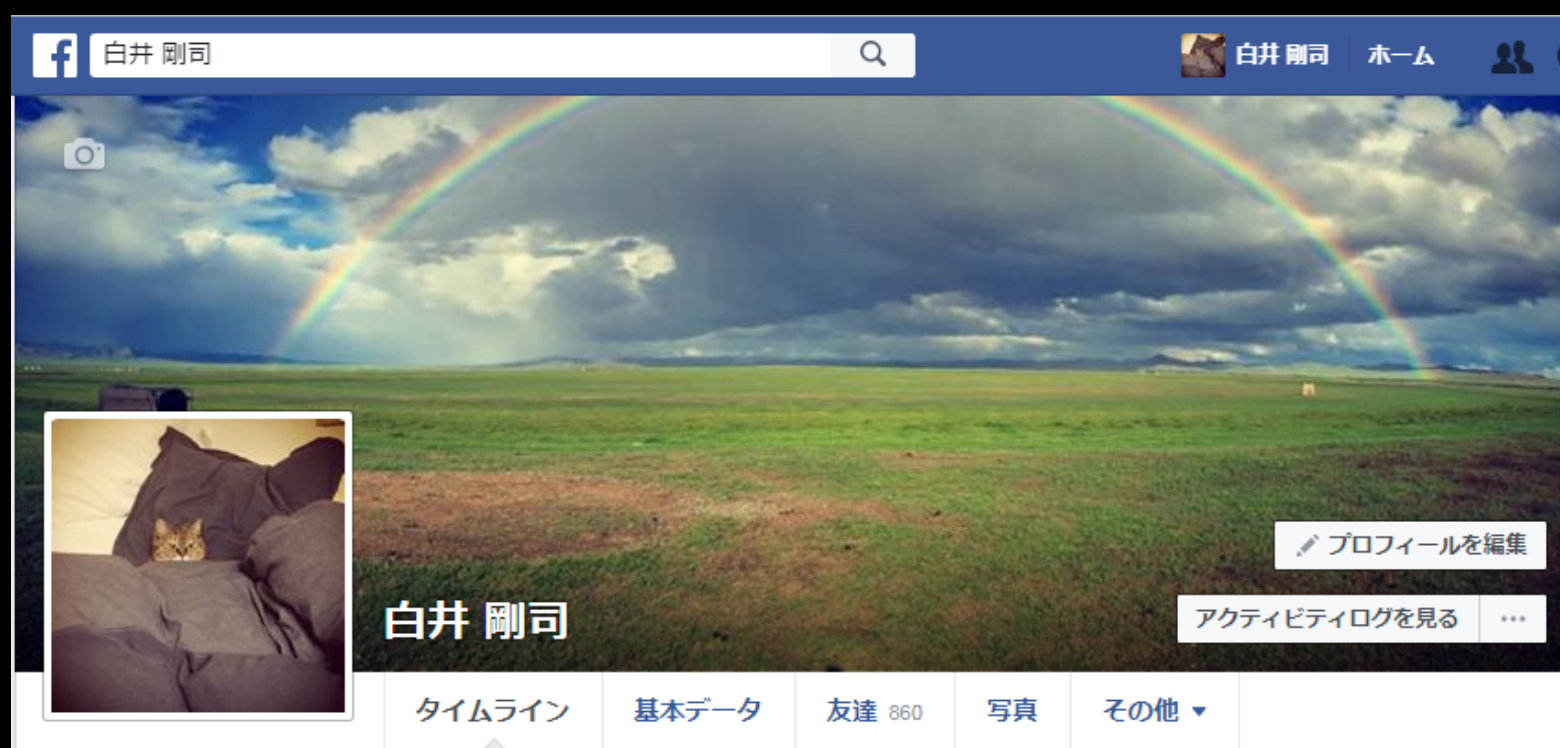 白井 剛司
白井 剛司 ホーム
プロフィールを編集
白井 剛司
アクティビティログを見る
タイムライン 基本データ 友達 860 写真 その他